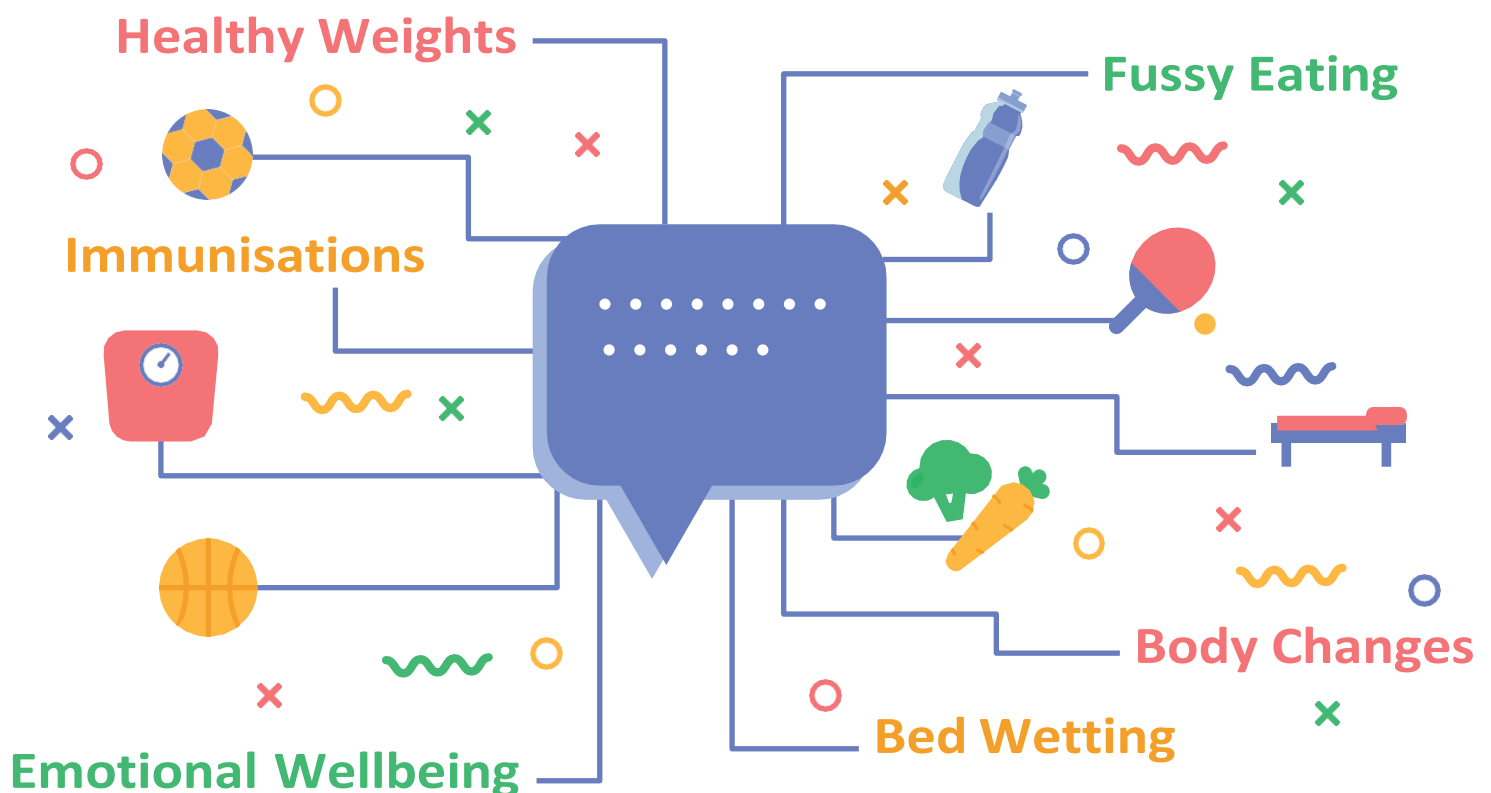 Healthy Weights
Fussy Eating
Immunisations
Body Changes
Bed Wetting
Emotional Wellbeing